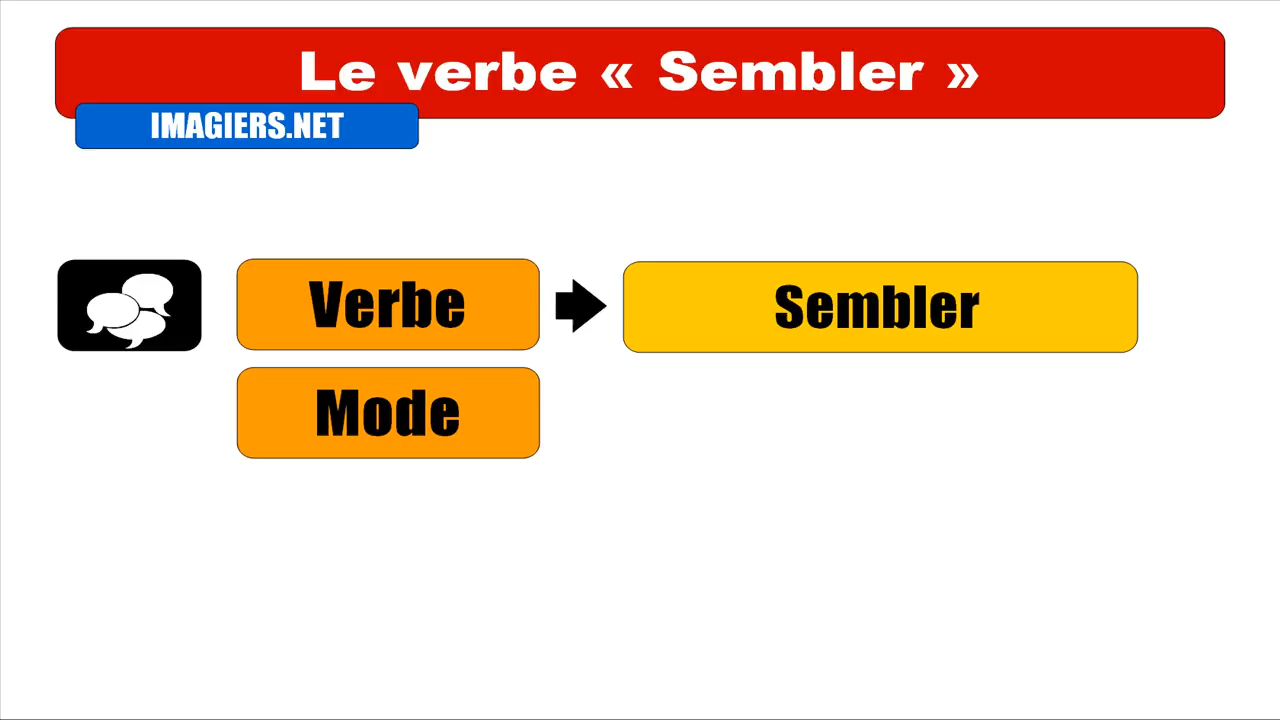 Le verbe « Sembler »
IMAGIERS.NET
Verbe
Sembler
Mode